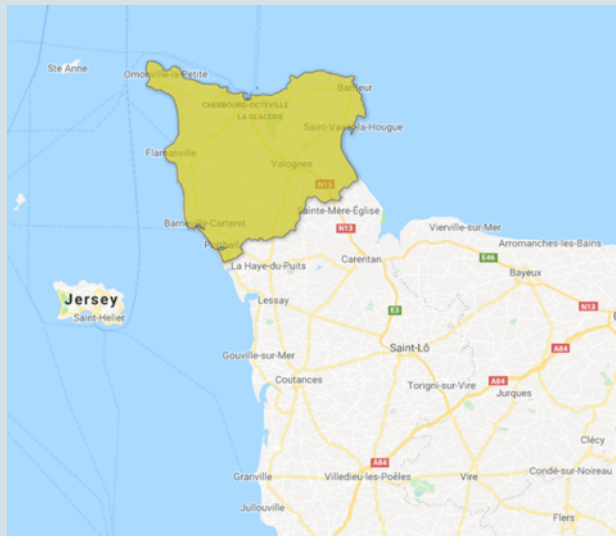 Ste Anne
Omonville-la-Petite
Barfleur
CHERBOURG-OCTEVILLE
LA GLACERIE
Saint-Vaast-la-Hougue
Flamanville
Valognes
N13
Barneville-Carteret
Sainte-Mère-Église
Portbail
N13
Vierville-sur-Mer
Arromanches-les-Bains
E46
La Haye-du-Puits
Carentan
Bayeux
Jersey
Lessay
N13
Saint-Helier
E3
Saint-Lô
A84
Gouville-sur-Mer
Coutances
A84
Torigni-sur-Vire
Jurques
Clécy
A84
Granville
Villedieu-les-Poêles
Vire
Condé-sur-Noireau
Jullouville
Flers